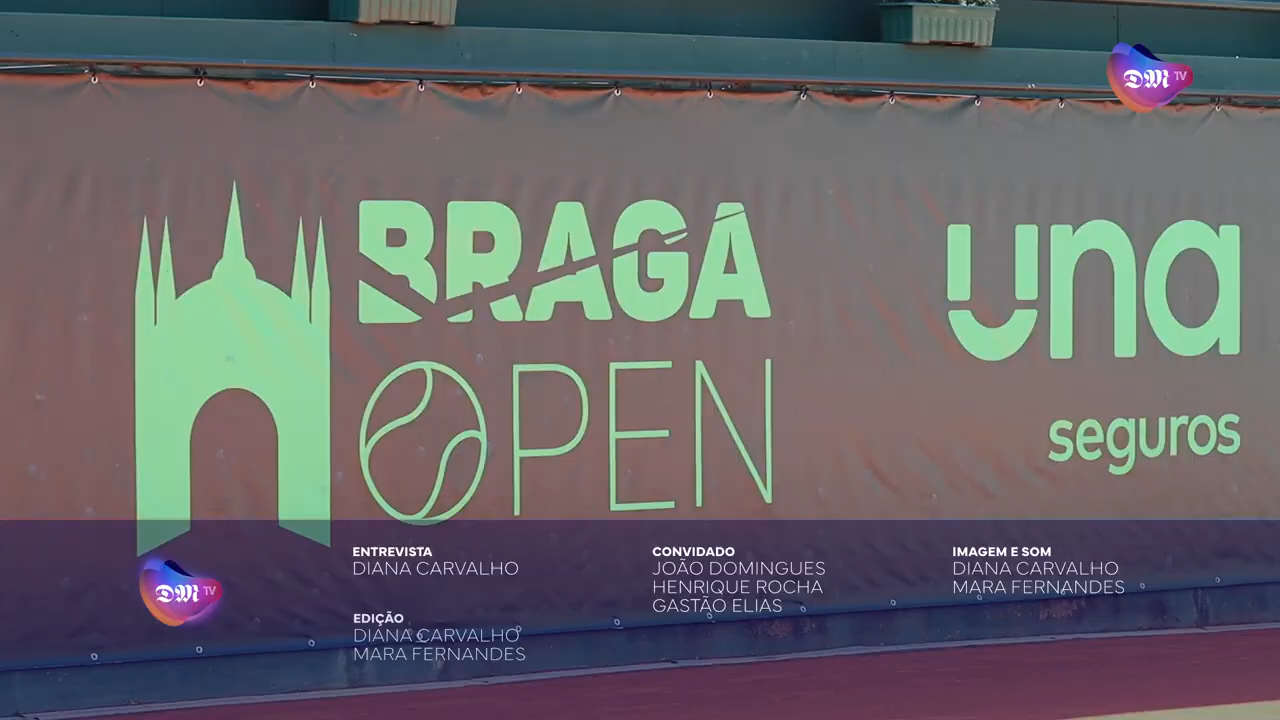 DM TV
BRAGA
OPEN
una
seguros
DM TV
ENTREVISTA
DIANA CARVALHO
EDIÇÃO
DIANA CARVALHO
MARA FERNANDES
CONVIDADO
JOÃO DOMINGUES
HENRIQUE ROCHA
GASTÃO ELIAS
IMAGEM E SOM
DIANA CARVALHO
MARA FERNANDES